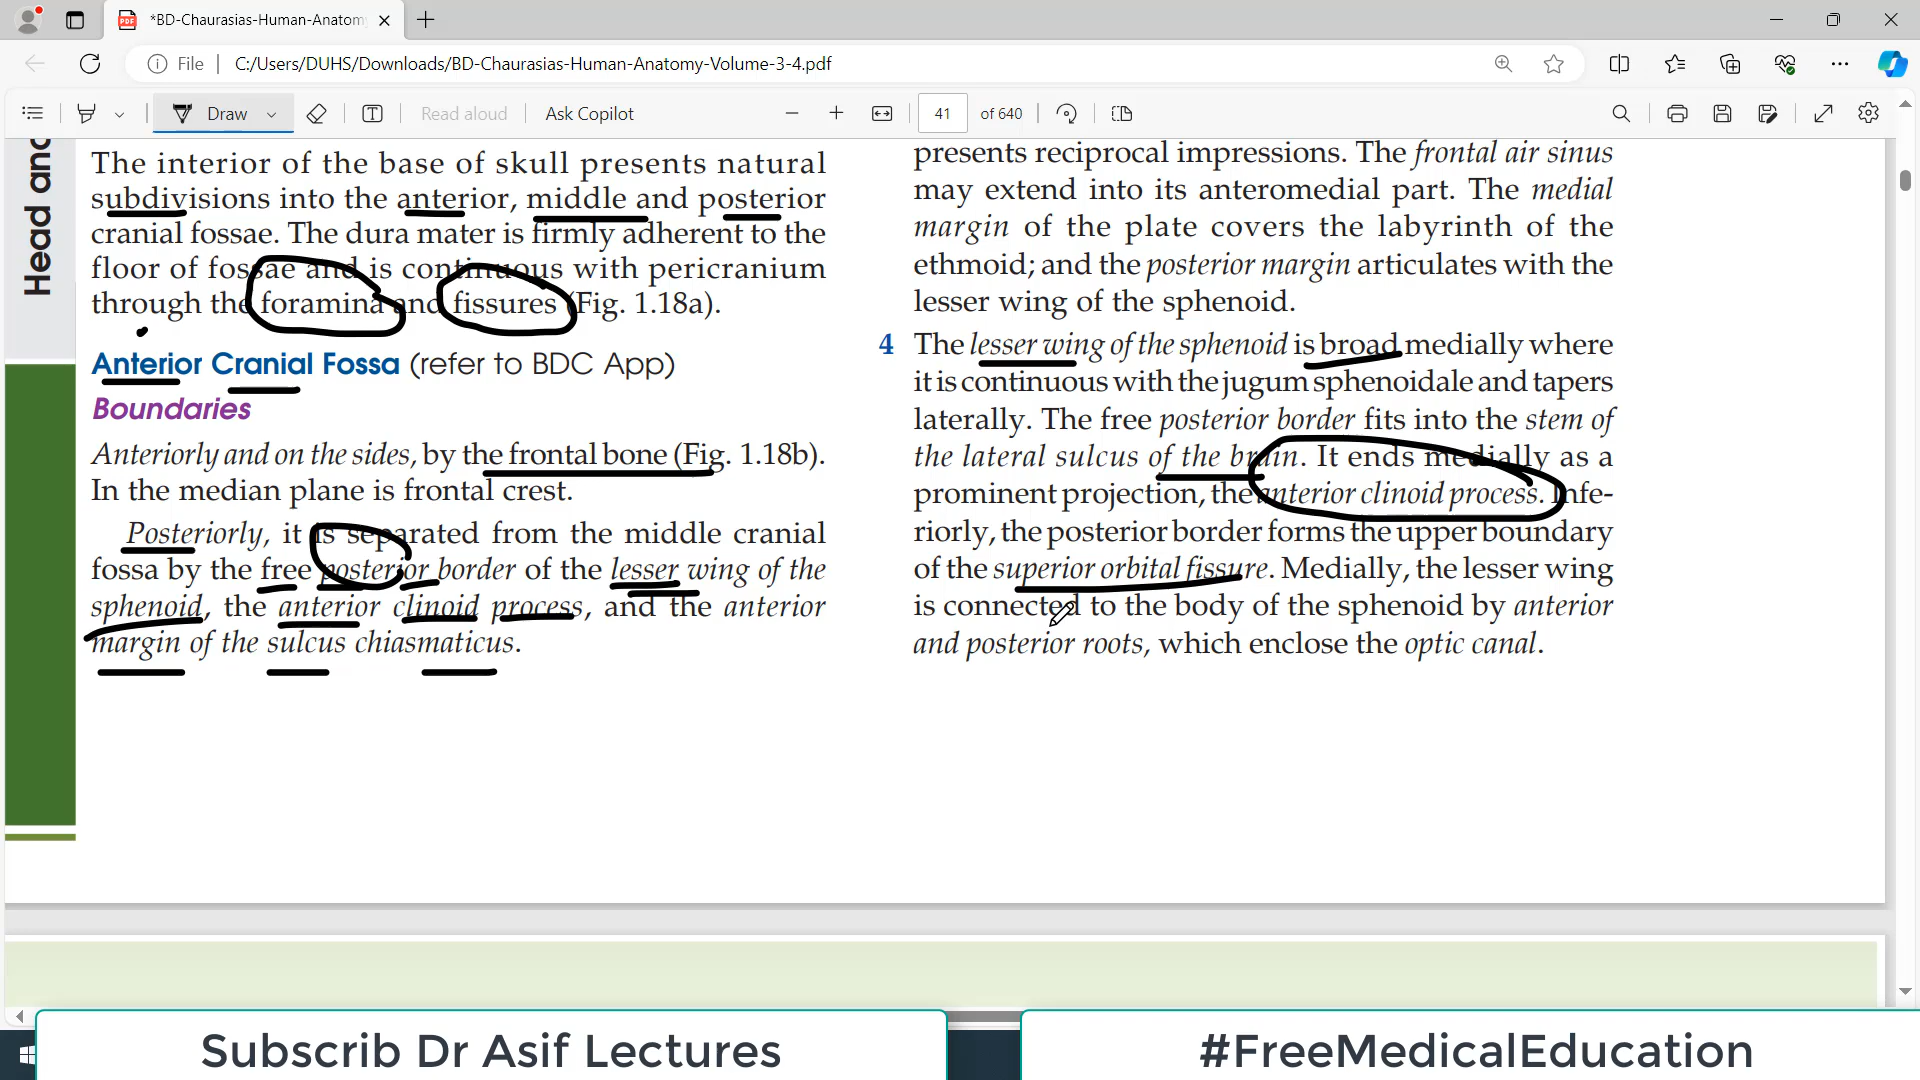 *BD-Chaurasias-Human-Anatom
File
C:/Users/DUHS/Downloads/BD-Chaurasias-Human-Anatomy-Volume-3-4.pdf
Draw
Read aloud
Ask Copilot
41 of 640
Head and
The interior of the base of skull presents natural
subdivisions into the anterior, middle and posterior
cranial fossae. The dura mater is firmly adherent to the
floor of fossae and is continuous with pericranium
through the foramina and fissures (Fig. 1.18a).
Anterior Cranial Fossa (refer to BDC App)
Boundaries
Anteriorly and on the sides, by the frontal bone (Fig. 1.18b).
In the median plane is frontal crest.
Posteriorly, it is separated from the middle cranial
fossa by the free posterior border of the lesser wing of the
sphenoid, the anterior clinoid process, and the anterior
margin of the sulcus chiasmaticus.
presents reciprocal impressions. The frontal air sinus
may extend into its anteromedial part. The medial
margin of the plate covers the labyrinth of the
ethmoid; and the posterior margin articulates with the
lesser wing of the sphenoid.
4 The lesser wing of the sphenoid is broad medially where
it is continuous with the jugum sphenoidale and tapers
laterally. The free posterior border fits into the stem of
the lateral sulcus of the brain. It ends medially as a
prominent projection, the anterior clinoid process. Infe-
riorly, the posterior border forms the upper boundary
of the superior orbital fissure. Medially, the lesser wing
is connected to the body of the sphenoid by anterior
and posterior roots, which enclose the optic canal.
Subscrib Dr Asif Lectures
#FreeMedicalEducation